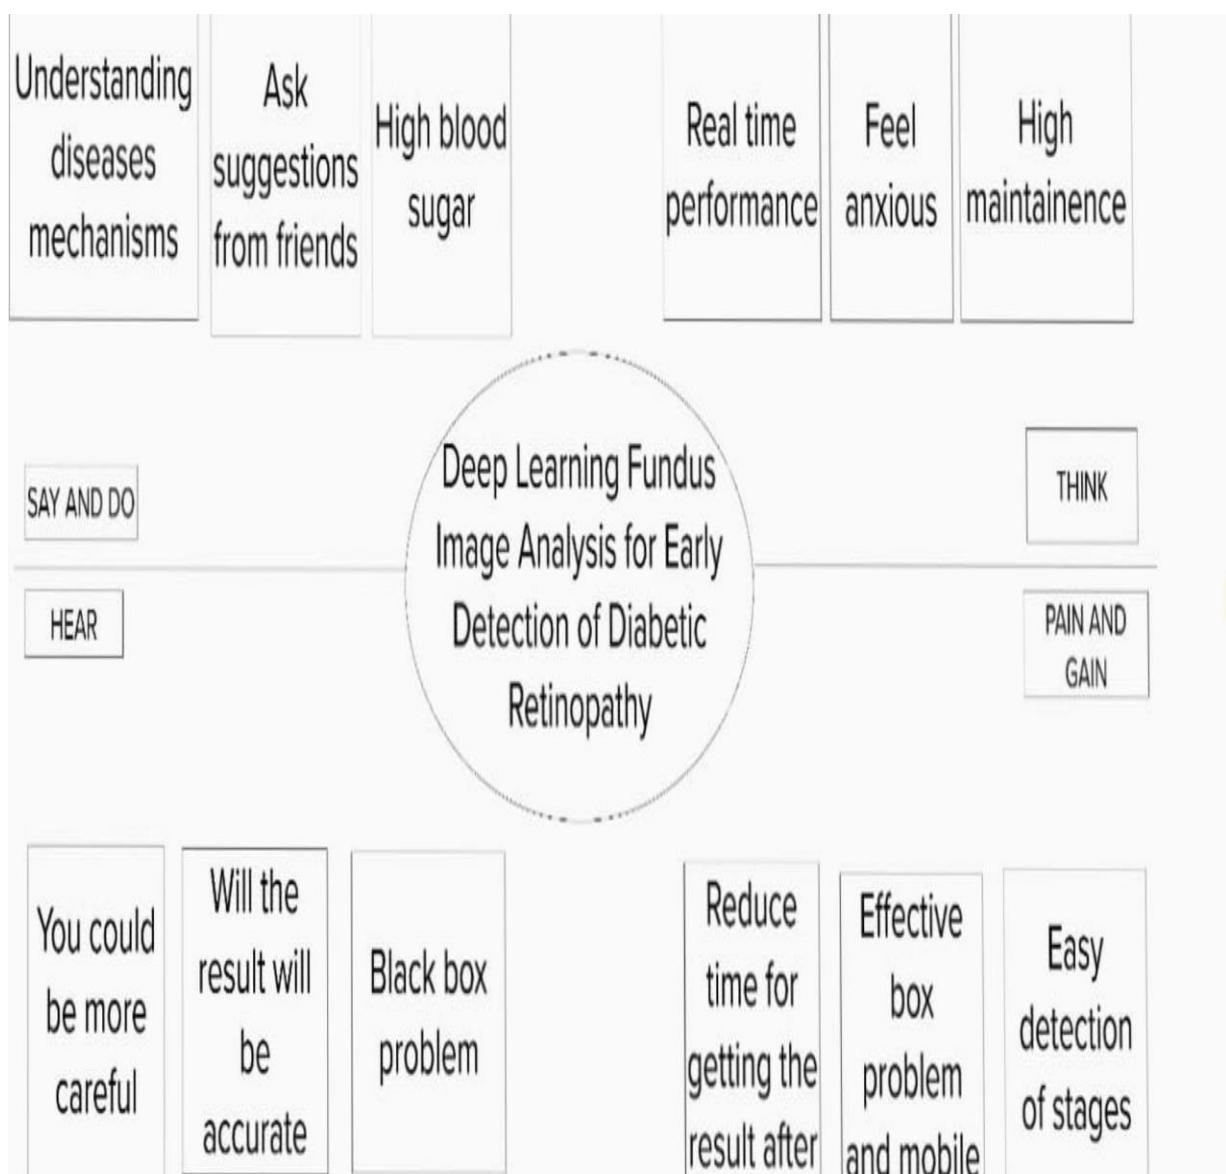 Understanding
diseases
mechanisms
Ask
suggestions
from friends
High blood
sugar
Real time
performance
Feel
anxious
High
maintainence
SAY AND DO
THINK
Deep Learning Fundus
Image Analysis for Early
Detection of Diabetic
Retinopathy
HEAR
PAIN AND
GAIN
You could
be more
careful
Will the
result will
be
accurate
Black box
problem
Reduce
time for
getting the
result after
Effective
box
problem
and mobile
Easy
detection
of stages